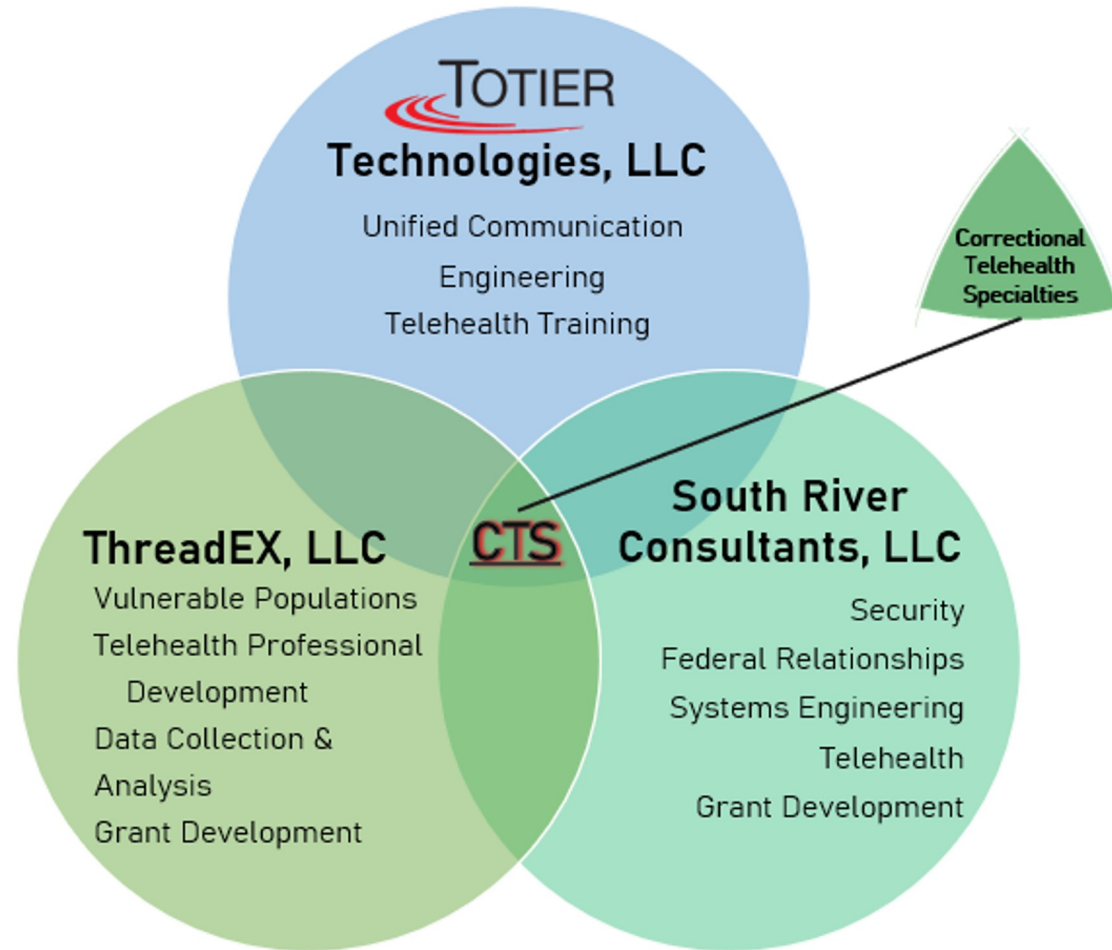 TOTIER
Technologies, LLC
Unified Communication
Engineering
Telehealth Training
Correctional
Telehealth
Specialties
CTS
ThreadEX, LLC
Vulnerable Populations
Telehealth Professional
Development
Data Collection &
Analysis
Grant Development
South River
Consultants, LLC
Security
Federal Relationships
Systems Engineering
Telehealth
Grant Development